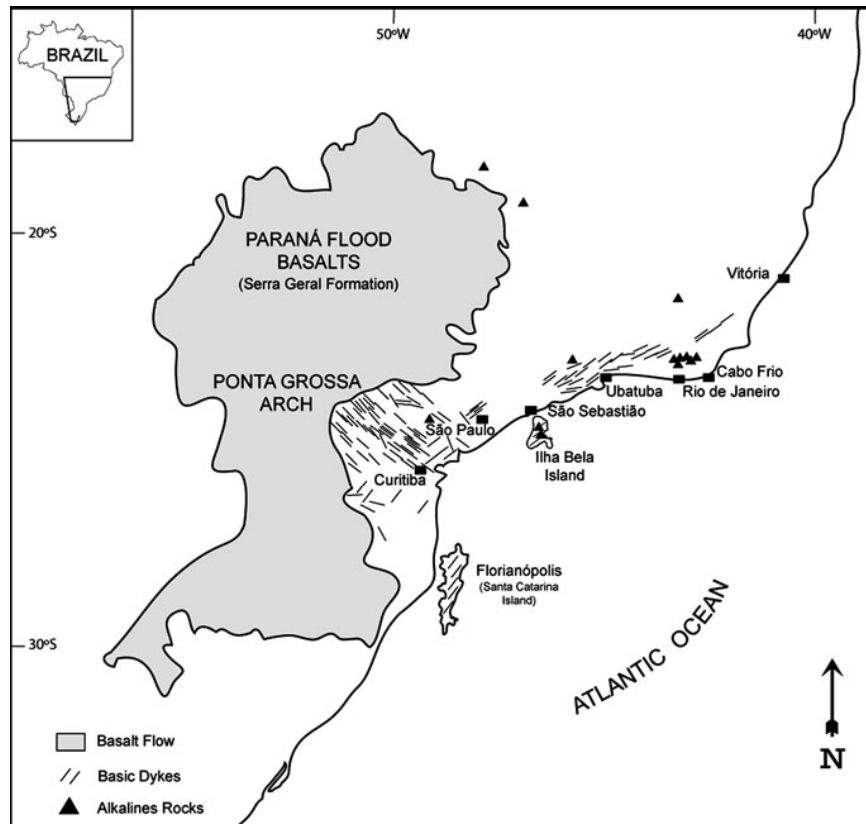 50ºW
40ºW
BRAZIL
20ºS
PARANÁ FLOOD
BASALTS
(Serra Geral Formation)
Vitória
PONTA GROSSA
ARCH
Cabo Frio
Ubatuba
Rio de Janeiro
São Sebastião
São Paulo
Ilha Bela
Island
Curitiba
Florianópolis
(Santa Catarina
Island)
30ºS
ATLANTIC OCEAN
N
Basalt Flow
Basic Dykes
Alkalines Rocks